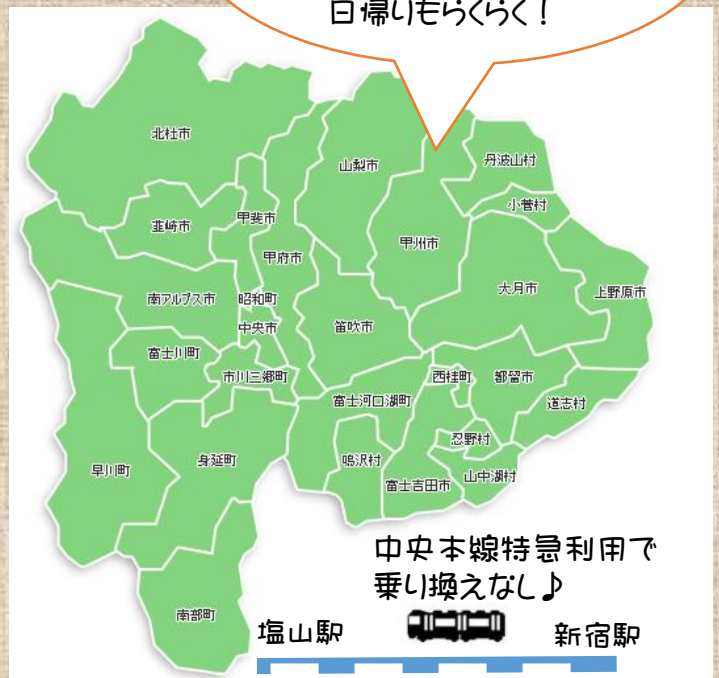 日帰りもらくらく！
北杜市
山梨市
丹波山村
小菅村
韮崎市
甲斐市
甲州市
甲府市
大月市
上野原市
南アルプス市
昭和町
中央市
笛吹市
富士川町
市川三郷町
西桂町
都留市
富士河口湖町
道志村
忍野村
早川町
身延町
鳴沢村
富士吉田市
山中湖村
中央本線特急利用で
乗り換えなし♪
南部町
塩山駅
新宿駅